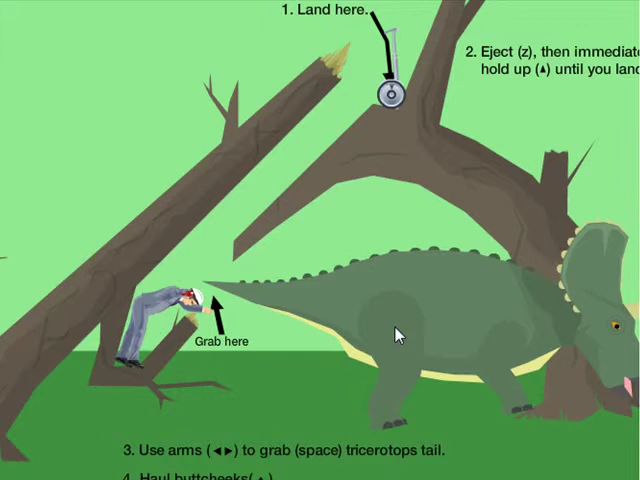 1. Land here.
2. Eject (z), then immediate
hold up (▲) until you land
Grab here
3. Use arms (◄►) to grab (space) tricerotops tail.
4. Haul buttcheeks(▲)